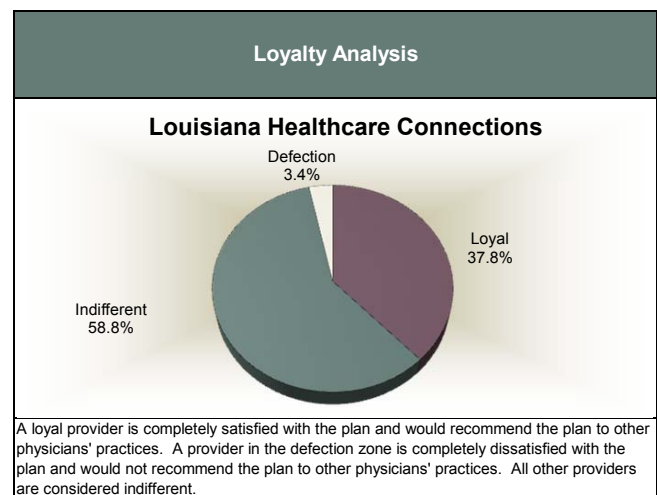 Loyalty Analysis
Louisiana Healthcare Connections
Defection
3.4%
Loyal
37.8%
Indifferent
58.8%
A loyal provider is completely satisfied with the plan and would recommend the plan to other
physicians' practices.  A provider in the defection zone is completely dissatisfied with the
plan and would not recommend the plan to other physicians' practices.  All other providers
are considered indifferent.